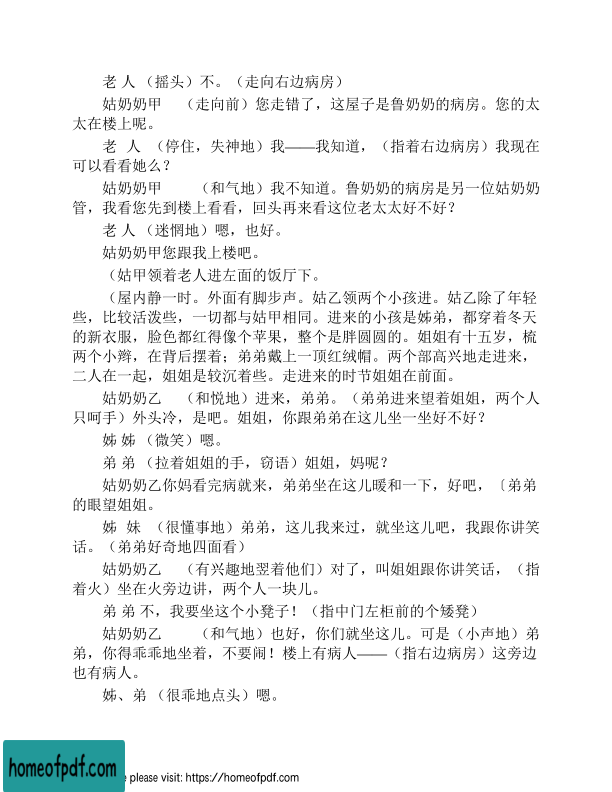 老 人 （摇头）不。（走向右边病房）
姑奶奶甲 （走向前）您走错了，这屋子是鲁奶奶的病房。您的太
太在楼上呢。
老 人 （停住，失神地）我——我知道，（指着右边病房）我现在
可以看看她么？
姑奶奶甲 （和气地）我不知道。鲁奶奶的病房是另一位姑奶奶
管，我看您先到楼上看看，回头再来看这位老太太好不好？
老 人 （迷惘地）嗯，也好。
姑奶奶甲您跟我上楼吧。
（姑甲领着老人进左面的饭厅下。
（屋内静一时。外面有脚步声。姑乙领两个小孩进。姑乙除了年轻
些，比较活泼些，一切都与姑甲相同。进来的小孩是姊弟，都穿着冬天
的新衣服，脸色都红得像个苹果，整个是胖圆圆的。姐姐有十五岁，梳
两个小辫，在背后摆着；弟弟戴上一顶红绒帽。两个部高兴地走进来，
二人在一起，姐姐是较沉着些。走进来的时节姐姐在前面。
姑奶奶乙 （和悦地）进来，弟弟。（弟弟进来望着姐姐，两个人
只呵手）外头冷，是吧。姐姐，你跟弟弟在这儿坐一坐好不好？
姊 姊 （微笑）嗯。
弟 弟 （拉着姐姐的手，窃语）姐姐，妈呢？
姑奶奶乙你妈看完病就来，弟弟坐在这儿暖和一下，好吧，〔弟弟
的眼望姐姐。
姊 妹 （很懂事地）弟弟，这儿我来过，就坐这儿吧，我跟你讲笑
话。（弟弟好奇地四面看）
姑奶奶乙 （有兴趣地翌着他们）对了，叫姐姐跟你讲笑话，（指
着火）坐在火旁边讲，两个人一块儿。
弟 弟 不，我要坐这个小凳子！（指中门左柜前的个矮凳）
姑奶奶乙 （和气地）也好，你们就坐这儿。可是（小声地）弟
弟，你得乖乖地坐着，不要闹！楼上有病人——（指右边病房）这旁边
也有病人。
姊、弟 （很乖地点头）嗯。
homeofpdf.com
e please visit: https://homeofpdf.com